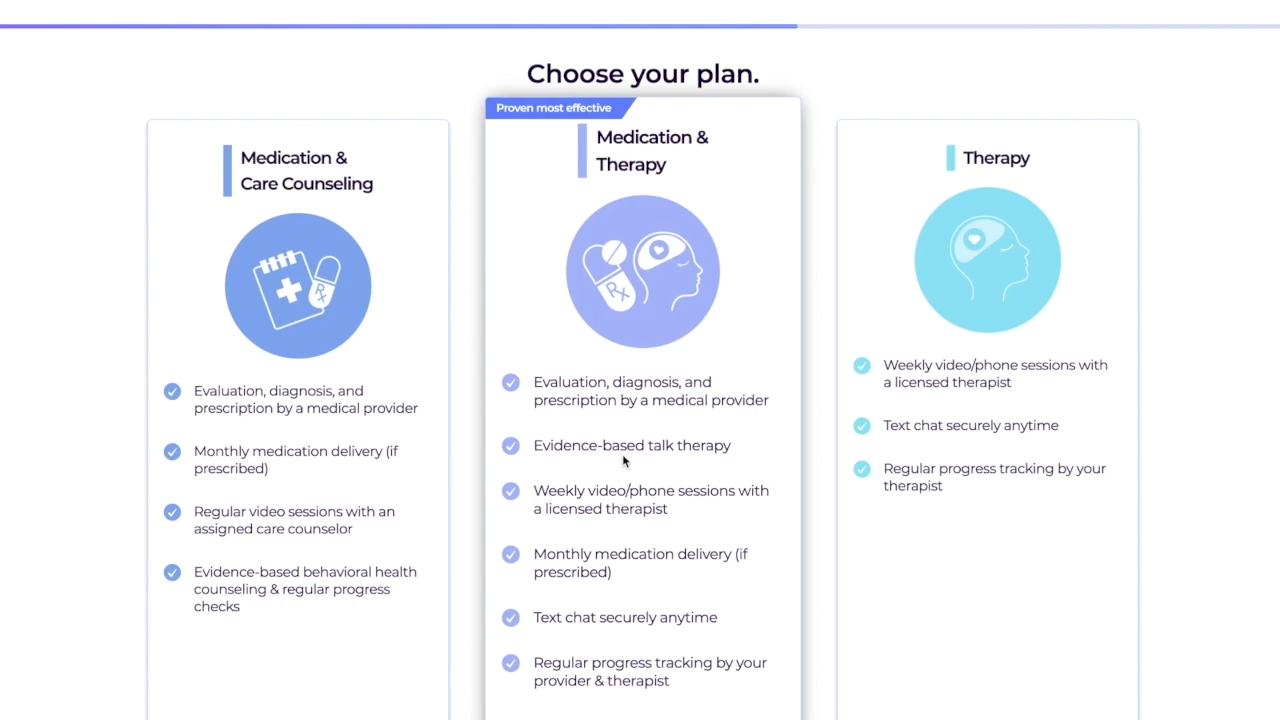 Choose your plan.
Medication &
Care Counseling
Evaluation, diagnosis, and
prescription by a medical provider
Monthly medication delivery (if
prescribed)
Regular video sessions with an
assigned care counselor
Evidence-based behavioral health
counseling & regular progress
checks
Proven most effective
Medication &
Therapy
Rx
Evaluation, diagnosis, and
prescription by a medical provider
Evidence-based talk therapy
Weekly video/phone sessions with
a licensed therapist
Monthly medication delivery (if
prescribed)
Text chat securely anytime
Regular progress tracking by your
provider & therapist
Therapy
Weekly video/phone sessions with
a licensed therapist
Text chat securely anytime
Regular progress tracking by your
therapist